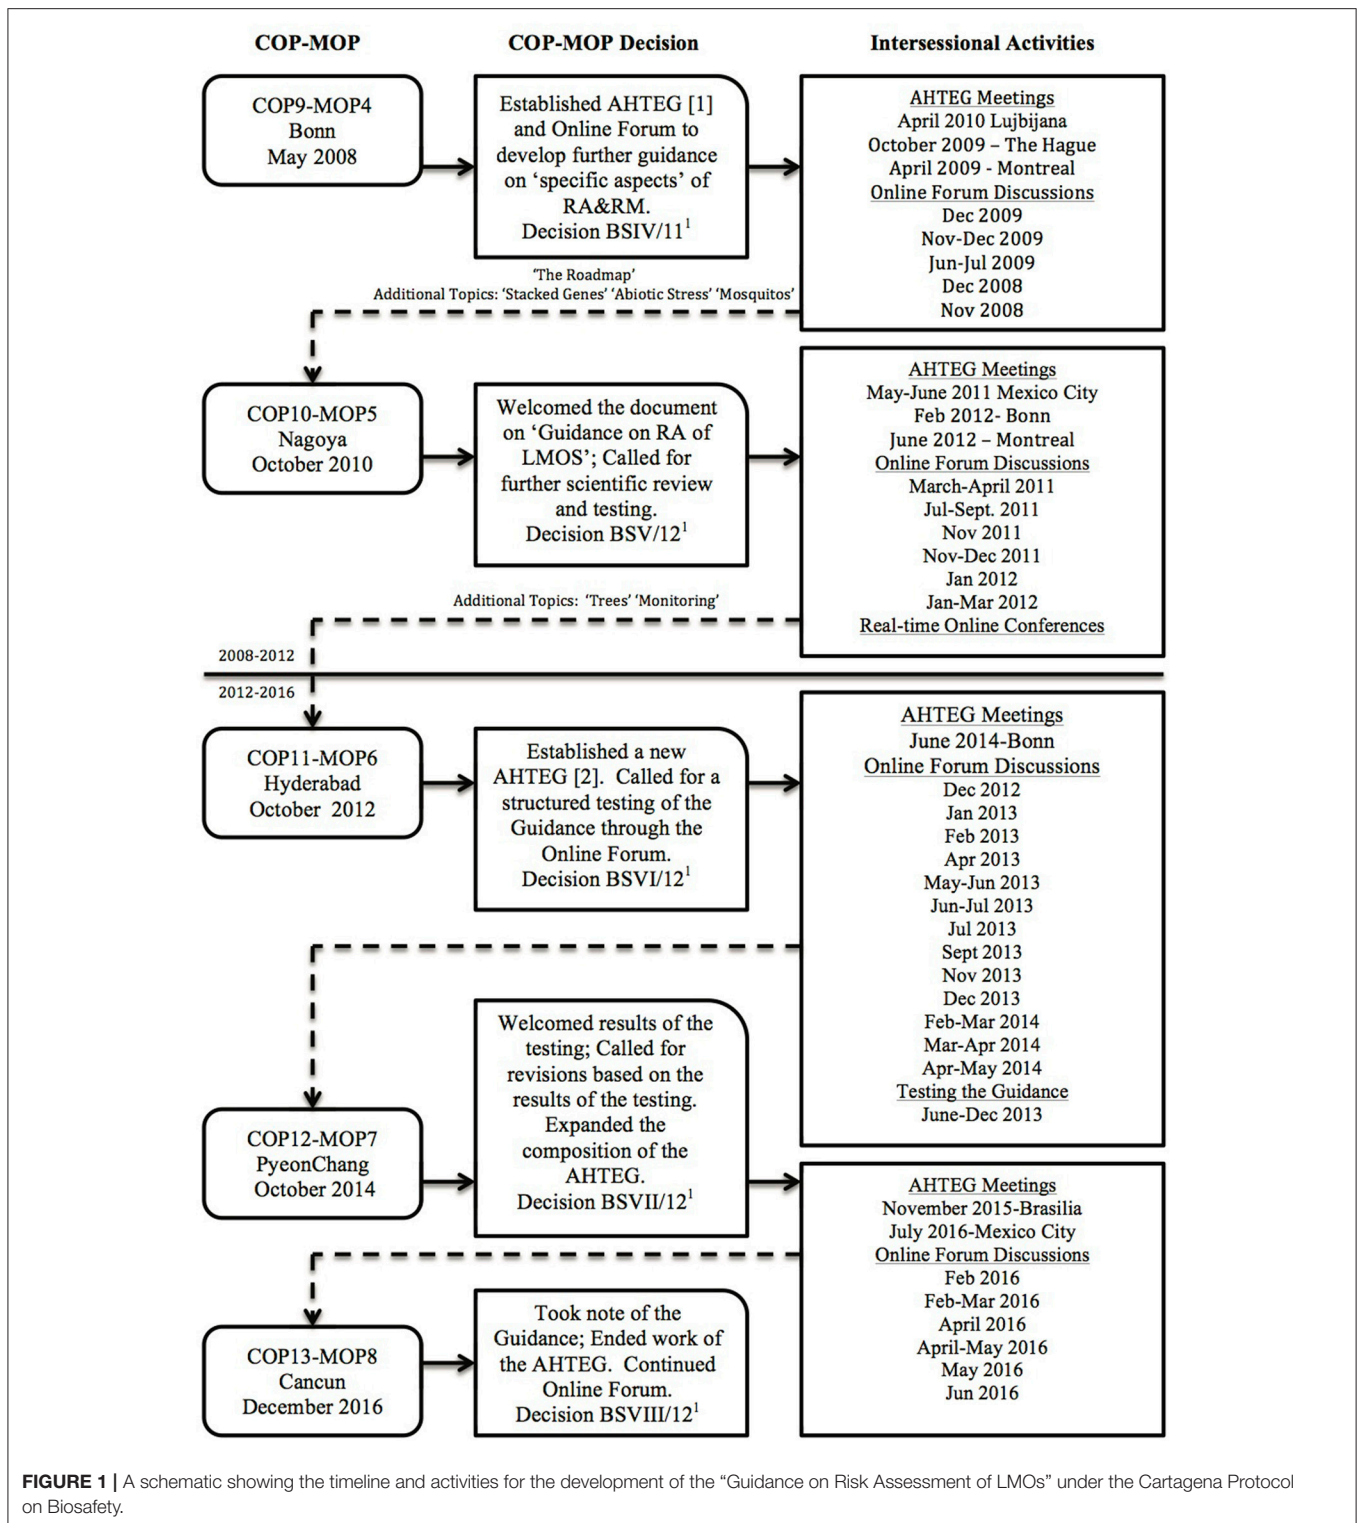 COP-MOP
COP-MOP Decision
Intersessional Activities
COP9-MOP4
Bonn
May 2008
Established AHTEG [1]
and Online Forum to
develop further guidance
on ‘specific aspects’ of
RA&RM.
Decision BSIV/11¹
AHTEG Meetings
April 2010 Lujbijana
October 2009 – The Hague
April 2009 - Montreal
Online Forum Discussions
Dec 2009
Nov-Dec 2009
Jun-Jul 2009
Dec 2008
Nov 2008
‘The Roadmap’
Additional Topics: ‘Stacked Genes’ ‘Abiotic Stress’ ‘Mosquitos’
COP10-MOP5
Nagoya
October 2010
Welcomed the document
on ‘Guidance on RA of
LMOS’; Called for
further scientific review
and testing.
Decision BSV/12¹
AHTEG Meetings
May-June 2011 Mexico City
Feb 2012- Bonn
June 2012 – Montreal
Online Forum Discussions
March-April 2011
Jul-Sept. 2011
Nov 2011
Nov-Dec 2011
Jan 2012
Jan-Mar 2012
Real-time Online Conferences
Additional Topics: ‘Trees’ ‘Monitoring’
2008-2012
2012-2016
COP11-MOP6
Hyderabad
October 2012
Established a new
AHTEG [2]. Called for a
structured testing of the
Guidance through the
Online Forum.
Decision BSVI/12¹
AHTEG Meetings
June 2014-Bonn
Online Forum Discussions
Dec 2012
Jan 2013
Feb 2013
Apr 2013
May-Jun 2013
Jun-Jul 2013
Jul 2013
Sept 2013
Nov 2013
Dec 2013
Feb-Mar 2014
Mar-Apr 2014
Apr-May 2014
Testing the Guidance
June-Dec 2013
COP12-MOP7
PyeonChang
October 2014
Welcomed results of the
testing; Called for
revisions based on the
results of the testing.
Expanded the
composition of the
AHTEG.
Decision BSVII/12¹
AHTEG Meetings
November 2015-Brasilia
July 2016-Mexico City
Online Forum Discussions
Feb 2016
Feb-Mar 2016
April 2016
April-May 2016
May 2016
Jun 2016
COP13-MOP8
Cancun
December 2016
Took note of the
Guidance; Ended work of
the AHTEG. Continued
Online Forum.
Decision BSVIII/12¹
FIGURE 1 | A schematic showing the timeline and activities for the development of the “Guidance on Risk Assessment of LMOs” under the Cartagena Protocol
on Biosafety.